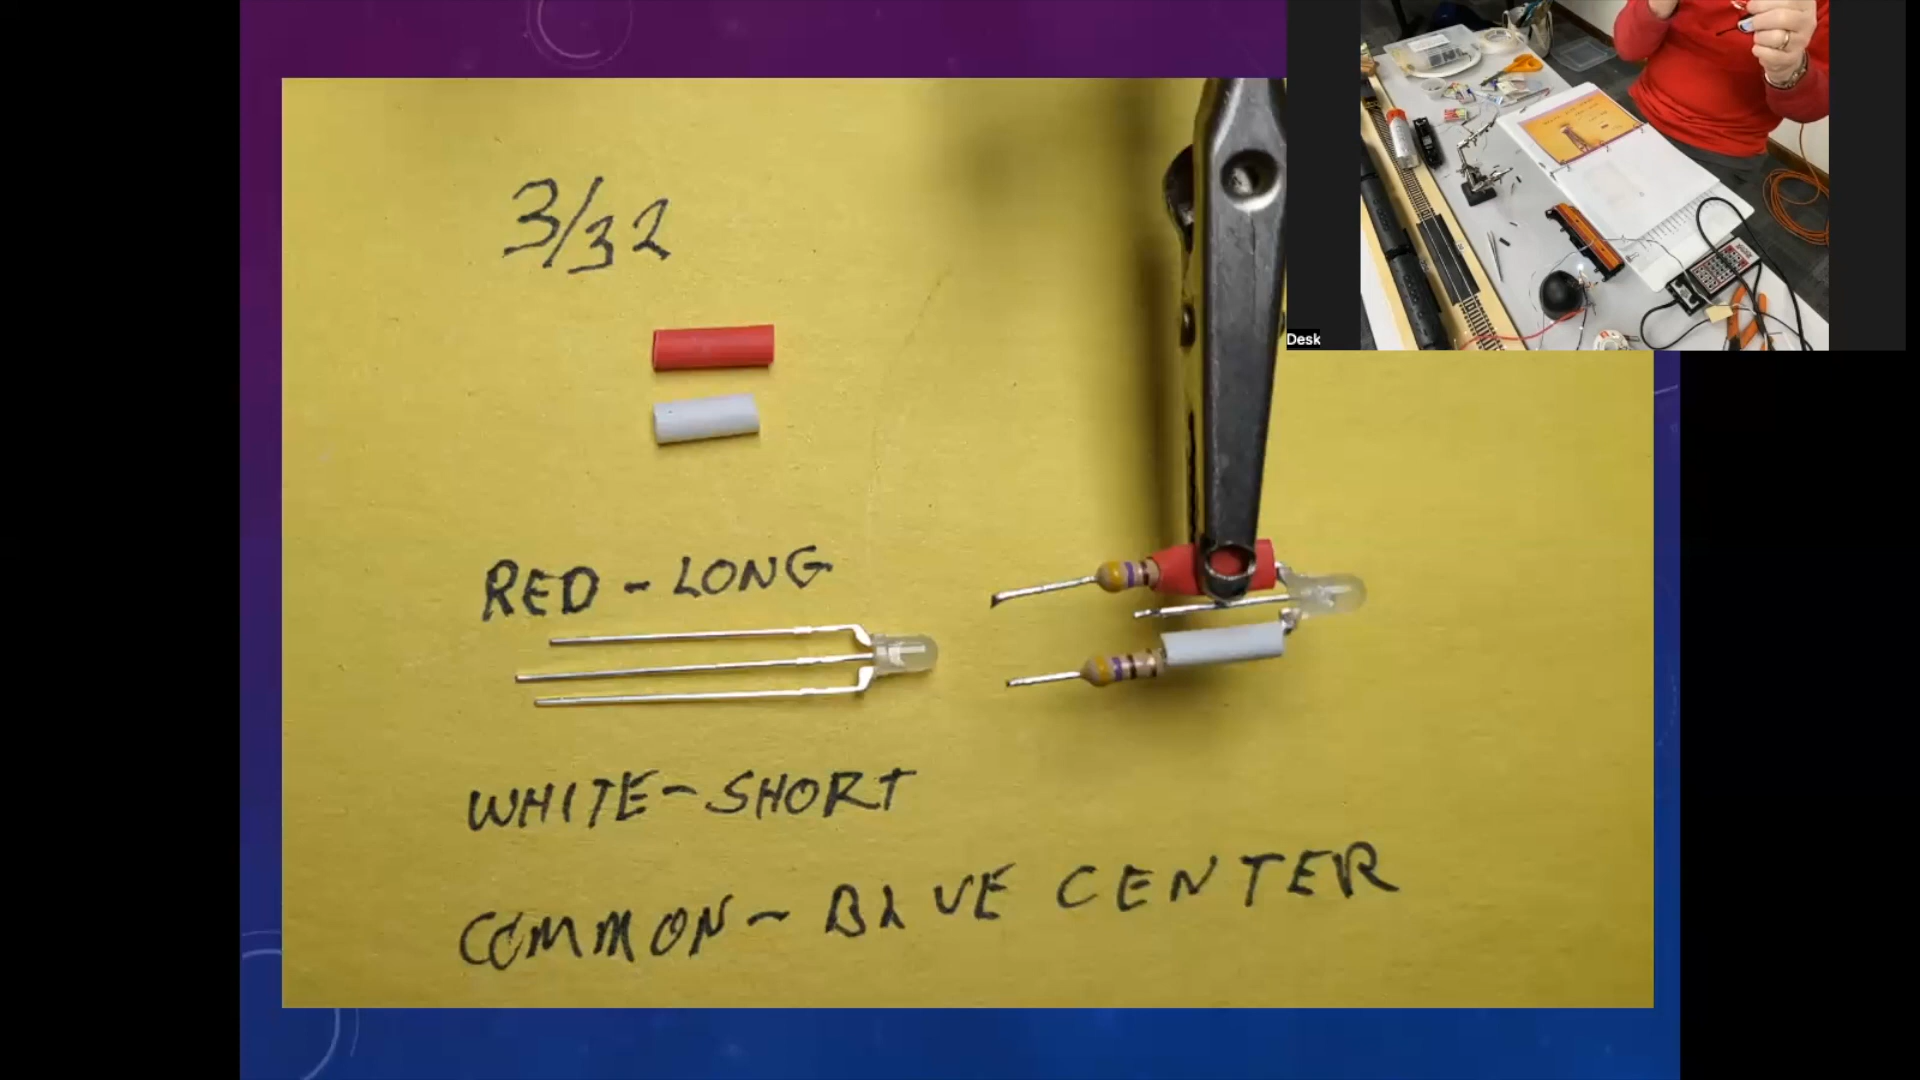 3/32
RED - LONG
WHITE - SHORT
COMMON - BLUE CENTER
Desk